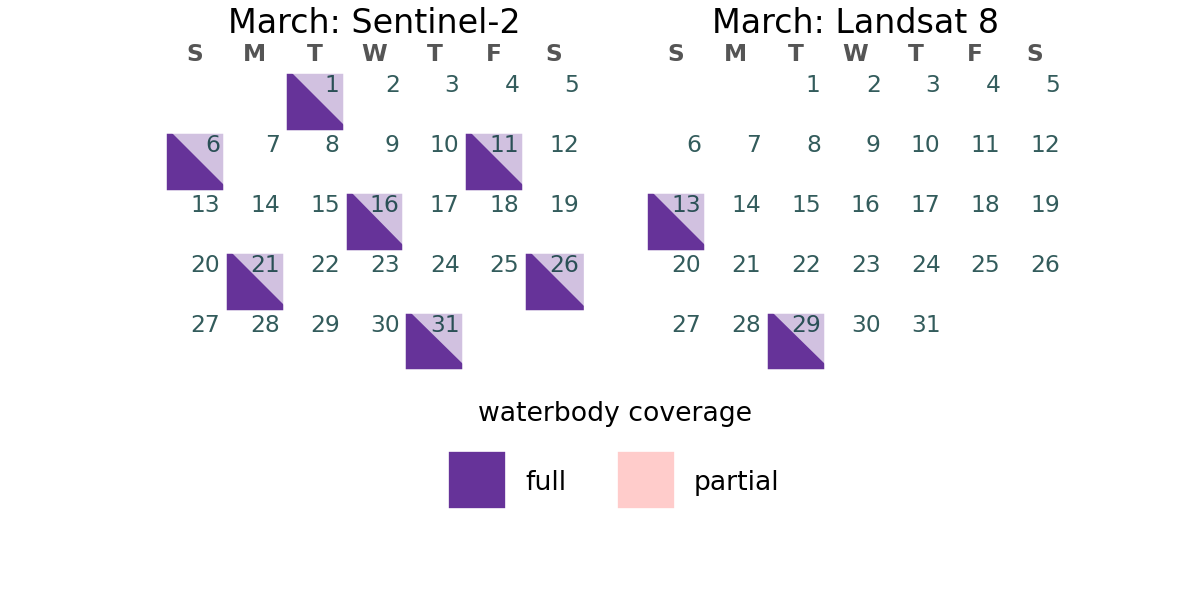 March: Sentinel-2
S M T W T F S
1 2 3 4 5
6 7 8 9 10 11 12
13 14 15 16 17 18 19
20 21 22 23 24 25 26
27 28 29 30 31
March: Landsat 8
S M T W T F S
1 2 3 4 5
6 7 8 9 10 11 12
13 14 15 16 17 18 19
20 21 22 23 24 25 26
27 28 29 30 31
waterbody coverage
full partial